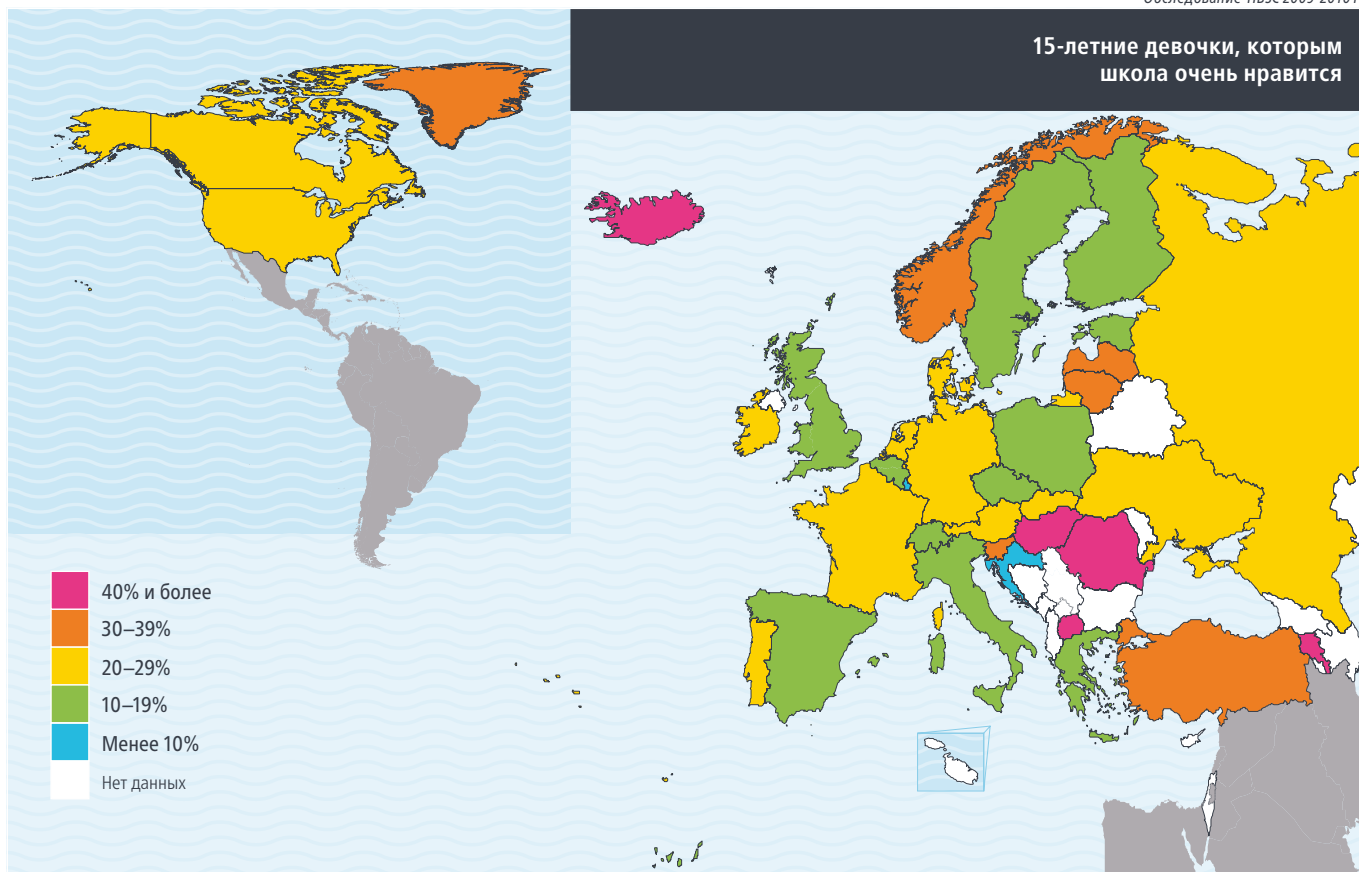 15-летние девочки, которым
школа очень нравится
40% и более
30–39%
20–29%
10–19%
Менее 10%
Нет данных